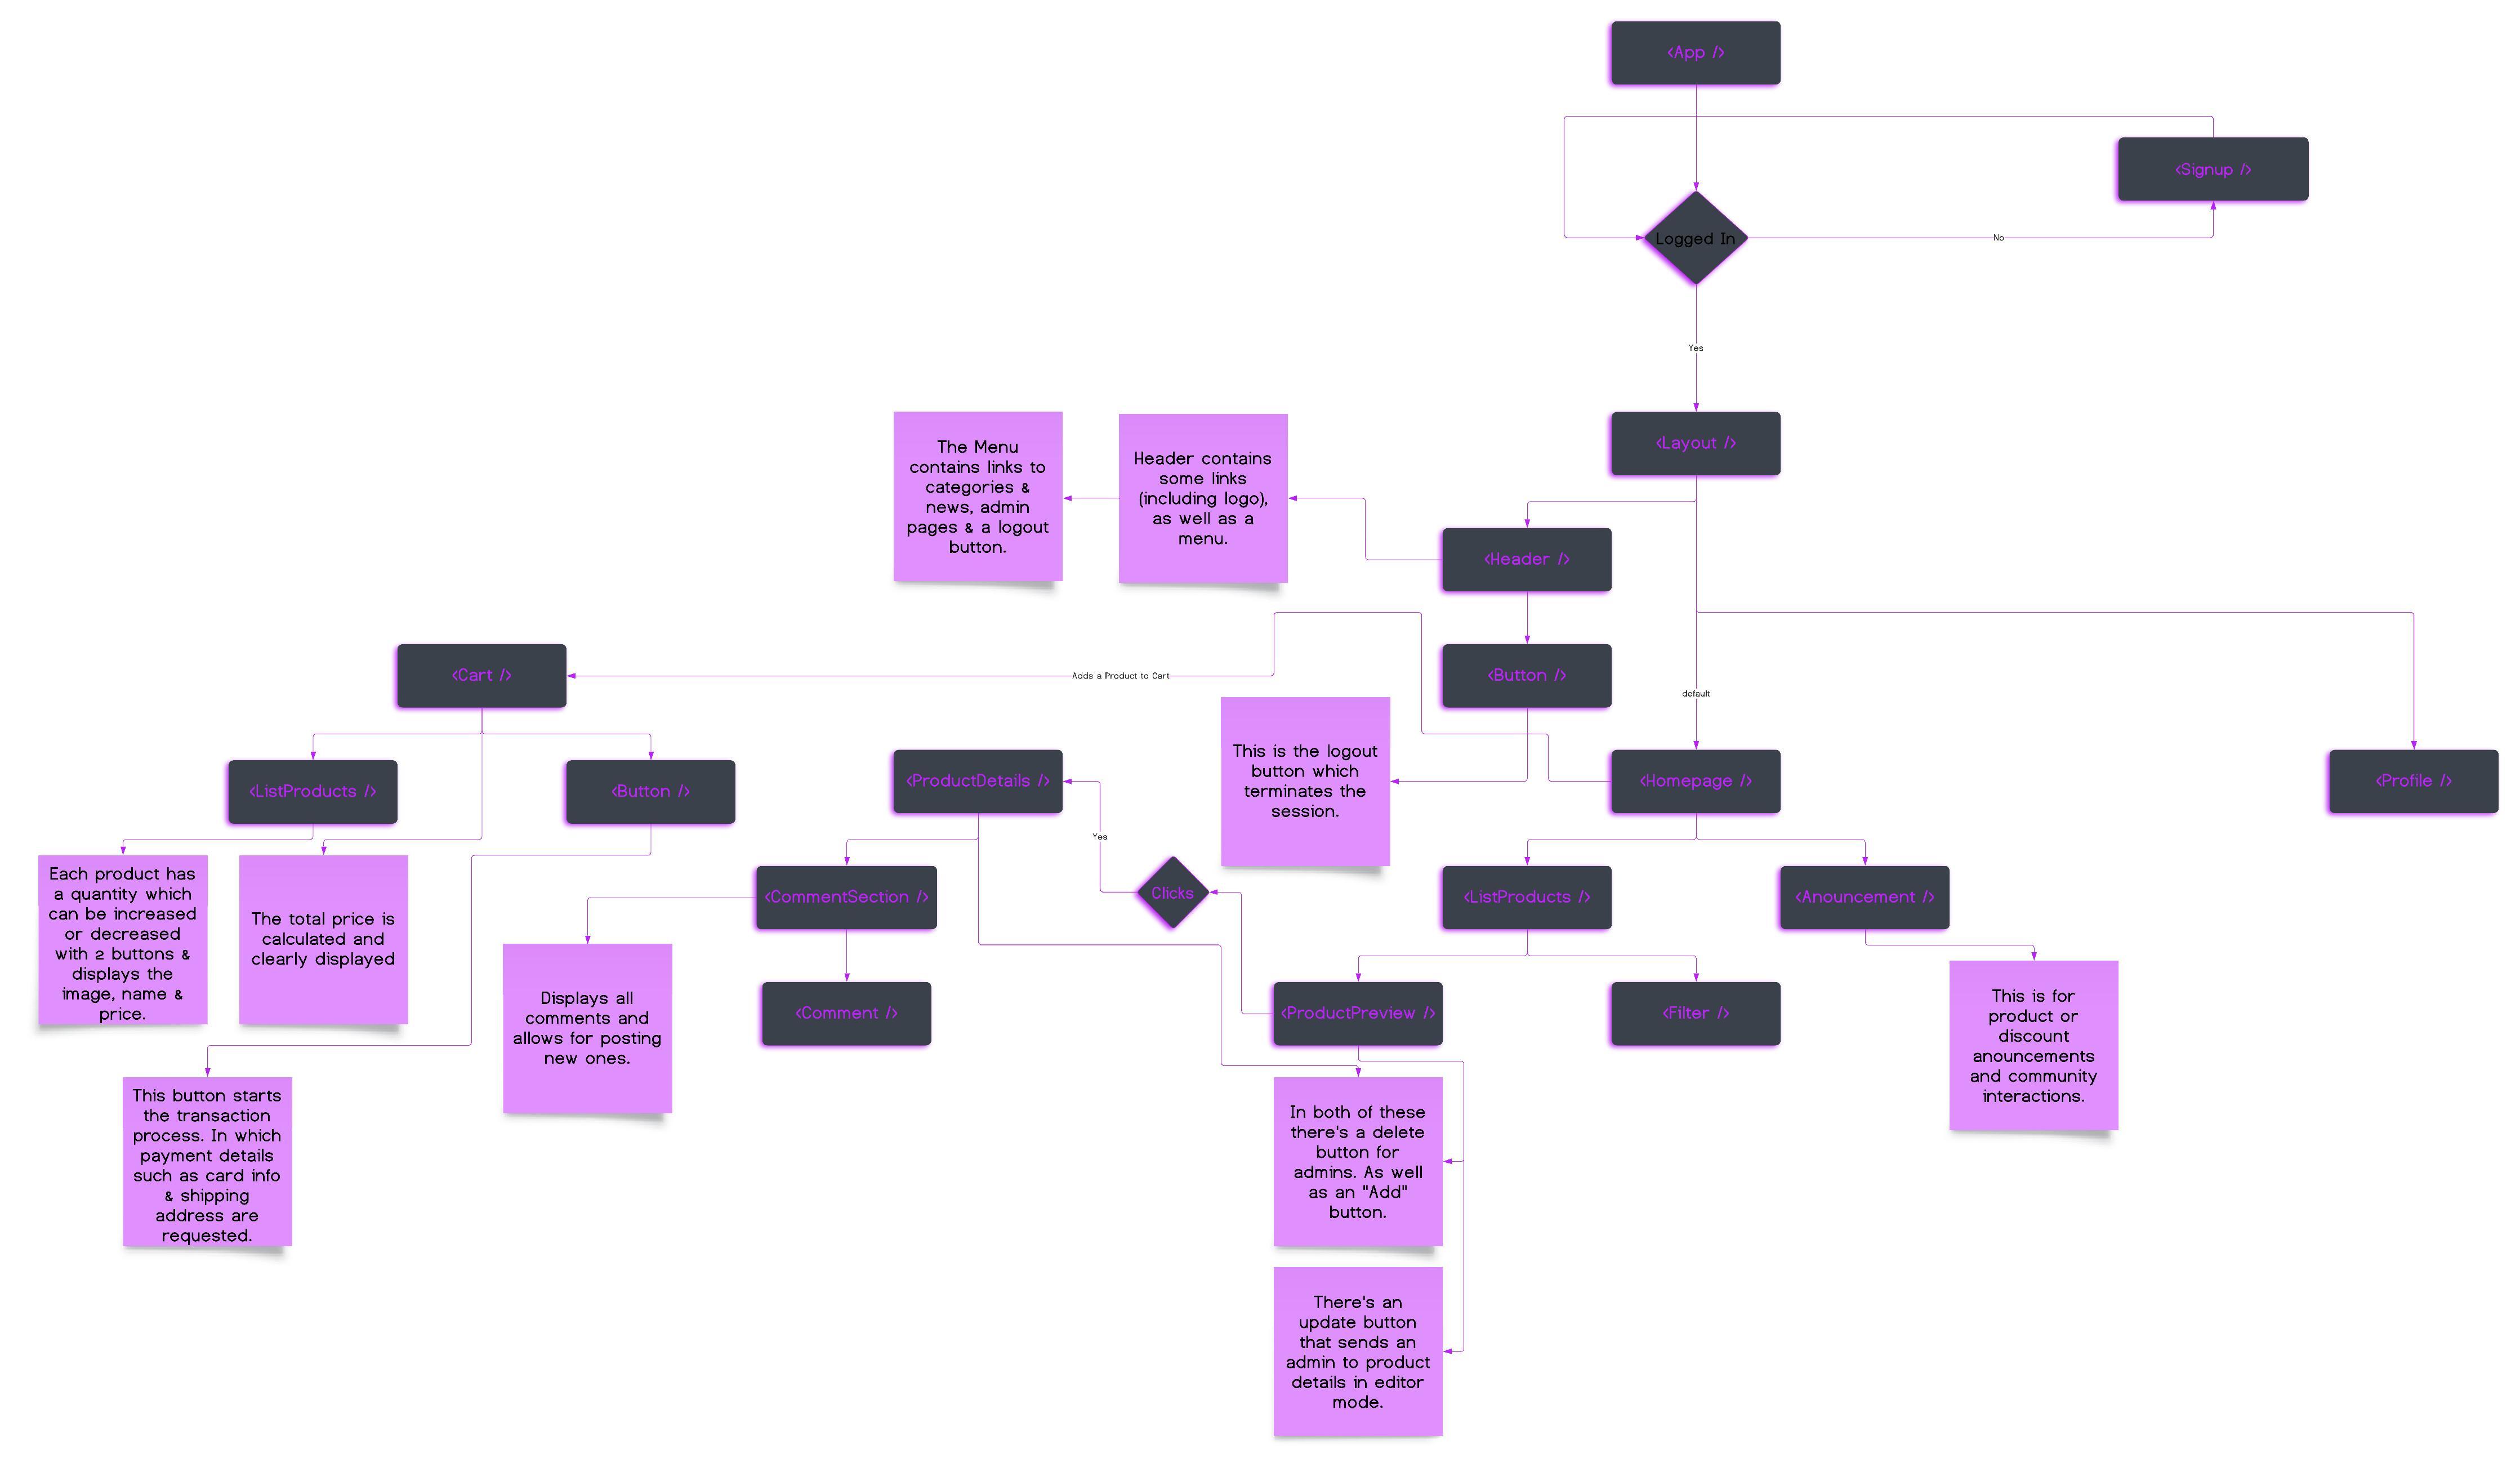 <App />
<Signup />
Logged In
No
Yes
<Layout />
The Menu
contains links to
categories &
news, admin
pages & a logout
button.
Header contains
some links
(including logo),
as well as a
menu.
<Header />
<Cart />
Adds a Product to Cart
<Button />
default
This is the logout
button which
terminates the
session.
<ListProducts />
<Button />
<ProductDetails />
<Homepage />
<Profile />
Yes
Each product has
a quantity which
can be increased
or decreased
with 2 buttons &
displays the
image, name &
price.
The total price is
calculated and
clearly displayed
<CommentSection />
Clicks
<ListProducts />
<Anouncement />
Displays all
comments and
allows for posting
new ones.
<Comment />
<ProductPreview />
<Filter />
This is for
product or
discount
anouncements
and community
interactions.
This button starts
the transaction
process. In which
payment details
such as card info
& shipping
address are
requested.
In both of these
there's a delete
button for
admins. As well
as an "Add"
button.
There's an
update button
that sends an
admin to product
details in editor
mode.